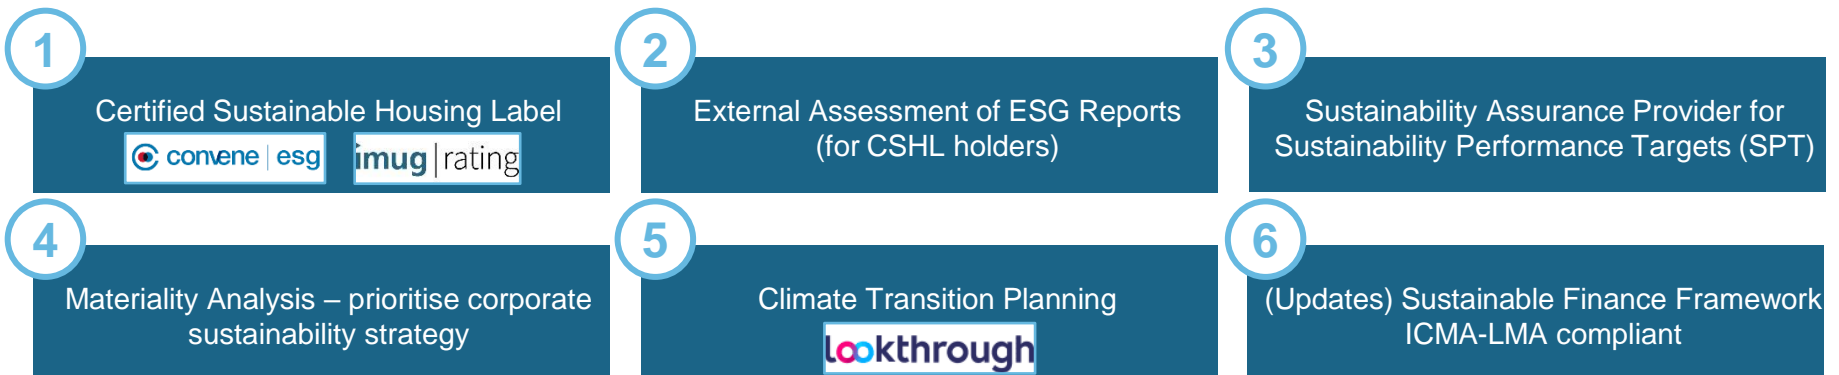 1
Certified Sustainable Housing Label
convene | esg
imug | rating
2
External Assessment of ESG Reports
(for CSHL holders)
3
Sustainability Assurance Provider for
Sustainability Performance Targets (SPT)
4
Materiality Analysis – prioritise corporate
sustainability strategy
5
Climate Transition Planning
lookthrough
6
(Updates) Sustainable Finance Framework
ICMA-LMA compliant